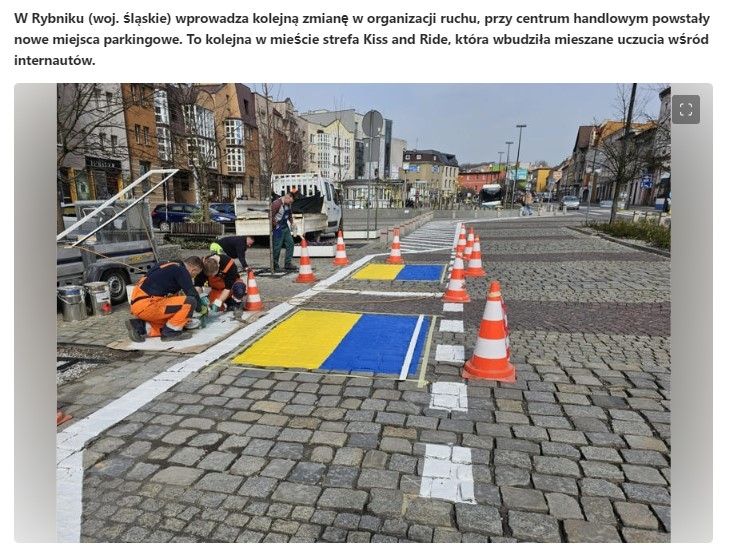 W Rybniku (woj. śląskie) wprowadza kolejną zmianę w organizacji ruchu, przy centrum handlowym powstały
nowe miejsca parkingowe. To kolejna w mieście strefa Kiss and Ride, która wbudziła mieszane uczucia wśród
internautów.